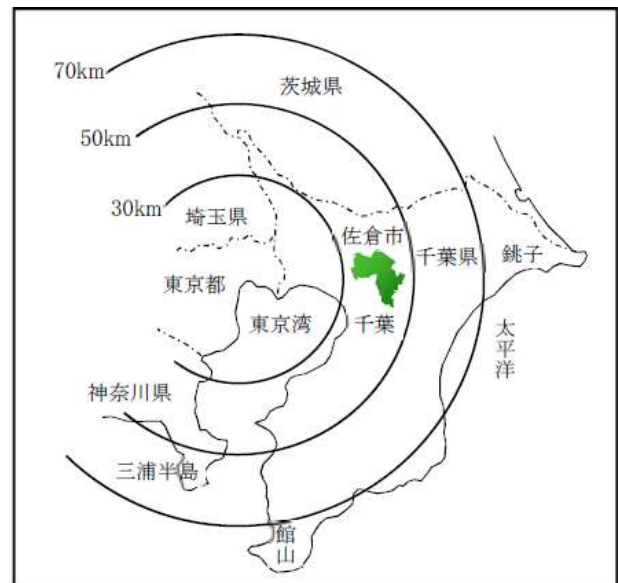 70km
茨城県
50km
30km
埼玉県
佐倉市
千葉県
銚子
東京都
東京湾
千葉
太平洋
神奈川県
三浦半島
館山